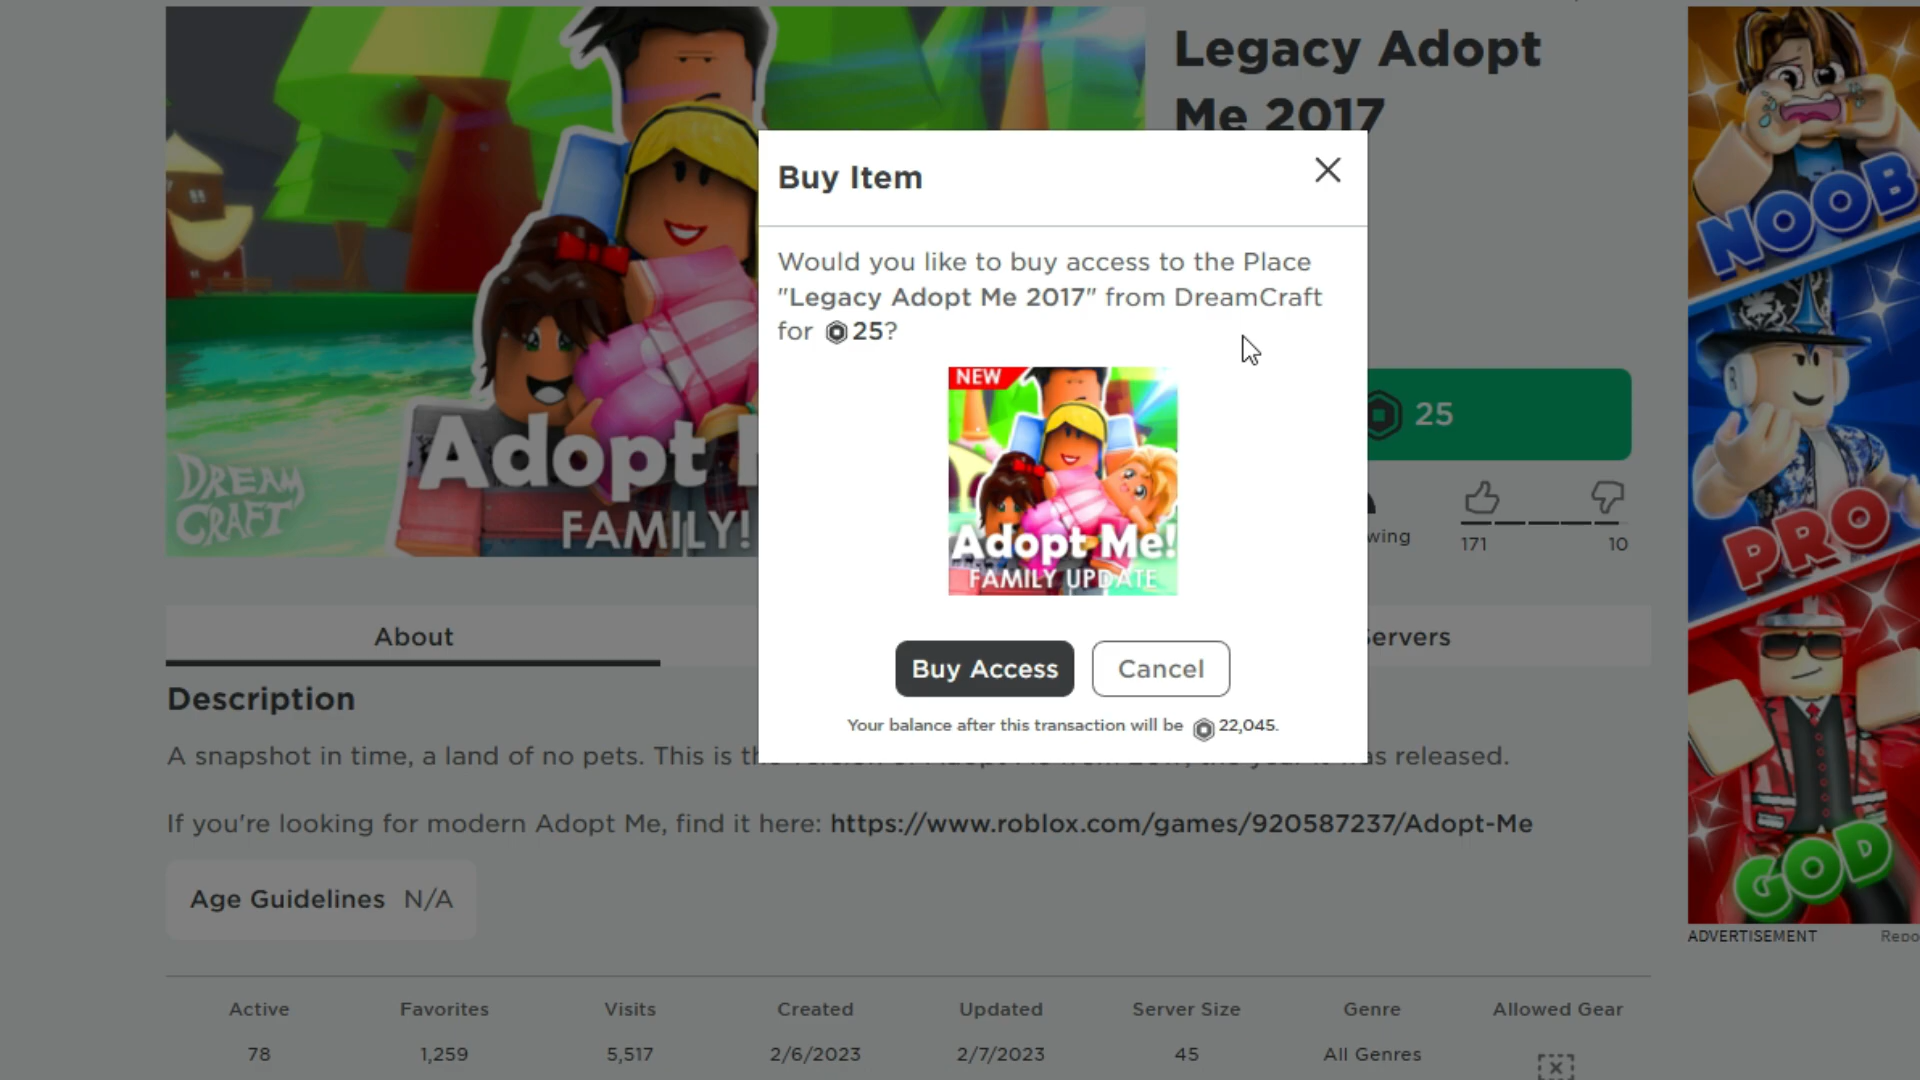 Legacy Adopt
Me 2017
Buy Item
Would you like to buy access to the Place
"Legacy Adopt Me 2017" from DreamCraft
for 25?
NEW
Adopt Me!
FAMILY UPDATE
Buy Access
Cancel
Your balance after this transaction will be 22,045.
DREAM
CRAFT
Adopt
FAMILY!
25
wing
171
10
About
Servers
Description
A snapshot in time, a land of no pets. This is th
as released.
If you're looking for modern Adopt Me, find it here: https://www.roblox.com/games/920587237/Adopt-Me
Age Guidelines N/A
Active Favorites Visits Created Updated Server Size Genre Allowed Gear
78 1,259 5,517 2/6/2023 2/7/2023 45 All Genres
NOOB
PRO
GOD
ADVERTISEMENT
Repo